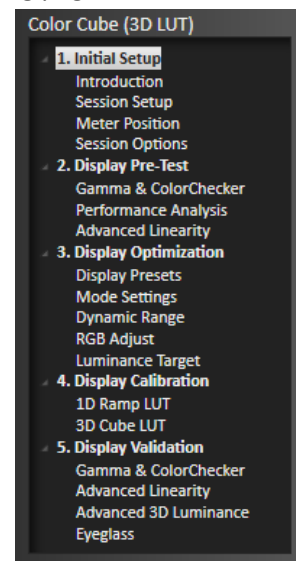 Color Cube (3D LUT)
1. Initial Setup
Introduction
Session Setup
Meter Position
Session Options
2. Display Pre-Test
Gamma & ColorChecker
Performance Analysis
Advanced Linearity
3. Display Optimization
Display Presets
Mode Settings
Dynamic Range
RGB Adjust
Luminance Target
4. Display Calibration
1D Ramp LUT
3D Cube LUT
5. Display Validation
Gamma & ColorChecker
Advanced Linearity
Advanced 3D Luminance
Eyeglass